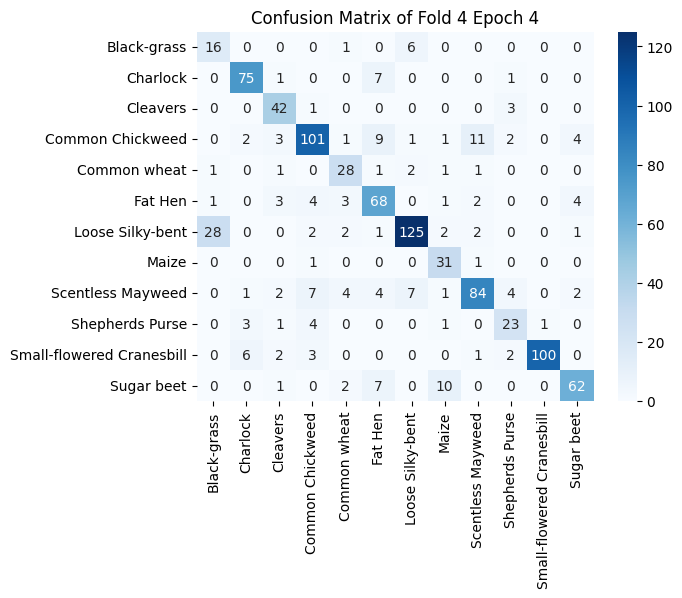 Confusion Matrix of Fold 4 Epoch 4
Black-grass 16 0 0 0 1 0 6 0 0 0 0 0
Charlock 0 75 1 0 0 7 0 0 0 1 0 0
Cleavers 0 0 42 1 0 0 0 0 0 3 0 0
Common Chickweed 0 2 3 101 1 9 1 1 11 2 0 4
Common wheat 1 0 1 0 28 1 2 1 1 0 0 0
Fat Hen 1 0 3 4 3 68 0 1 2 0 0 4
Loose Silky-bent 28 0 0 2 2 1 125 2 2 0 0 1
Maize 0 0 0 1 0 0 0 31 1 0 0 0
Scentless Mayweed 0 1 2 7 4 4 7 1 84 4 0 2
Shepherds Purse 0 3 1 4 0 0 0 1 0 23 1 0
Small-flowered Cranesbill 0 6 2 3 0 0 0 0 1 2 100 0
Sugar beet 0 0 1 0 2 7 0 10 0 0 0 62
Black-grass
Charlock
Cleavers
Common Chickweed
Common wheat
Fat Hen
Loose Silky-bent
Maize
Scentless Mayweed
Shepherds Purse
Small-flowered Cranesbill
Sugar beet
120
100
80
60
40
20
0